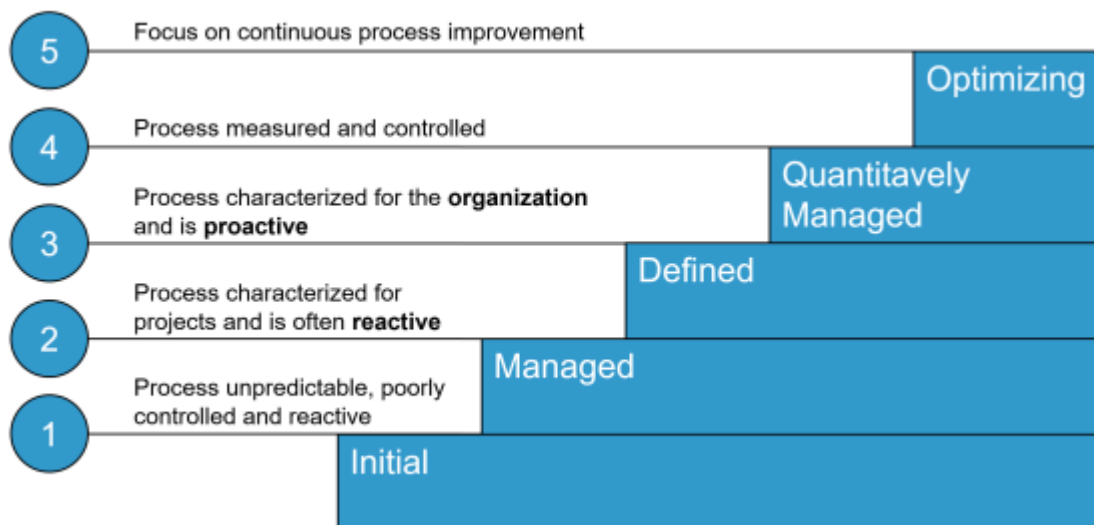 5
Focus on continuous process improvement
Optimizing
4
Process measured and controlled
Quantitavely
Managed
3
Process characterized for the organization
and is proactive
Defined
2
Process characterized for
projects and is often reactive
Managed
1
Process unpredictable, poorly
controlled and reactive
Initial